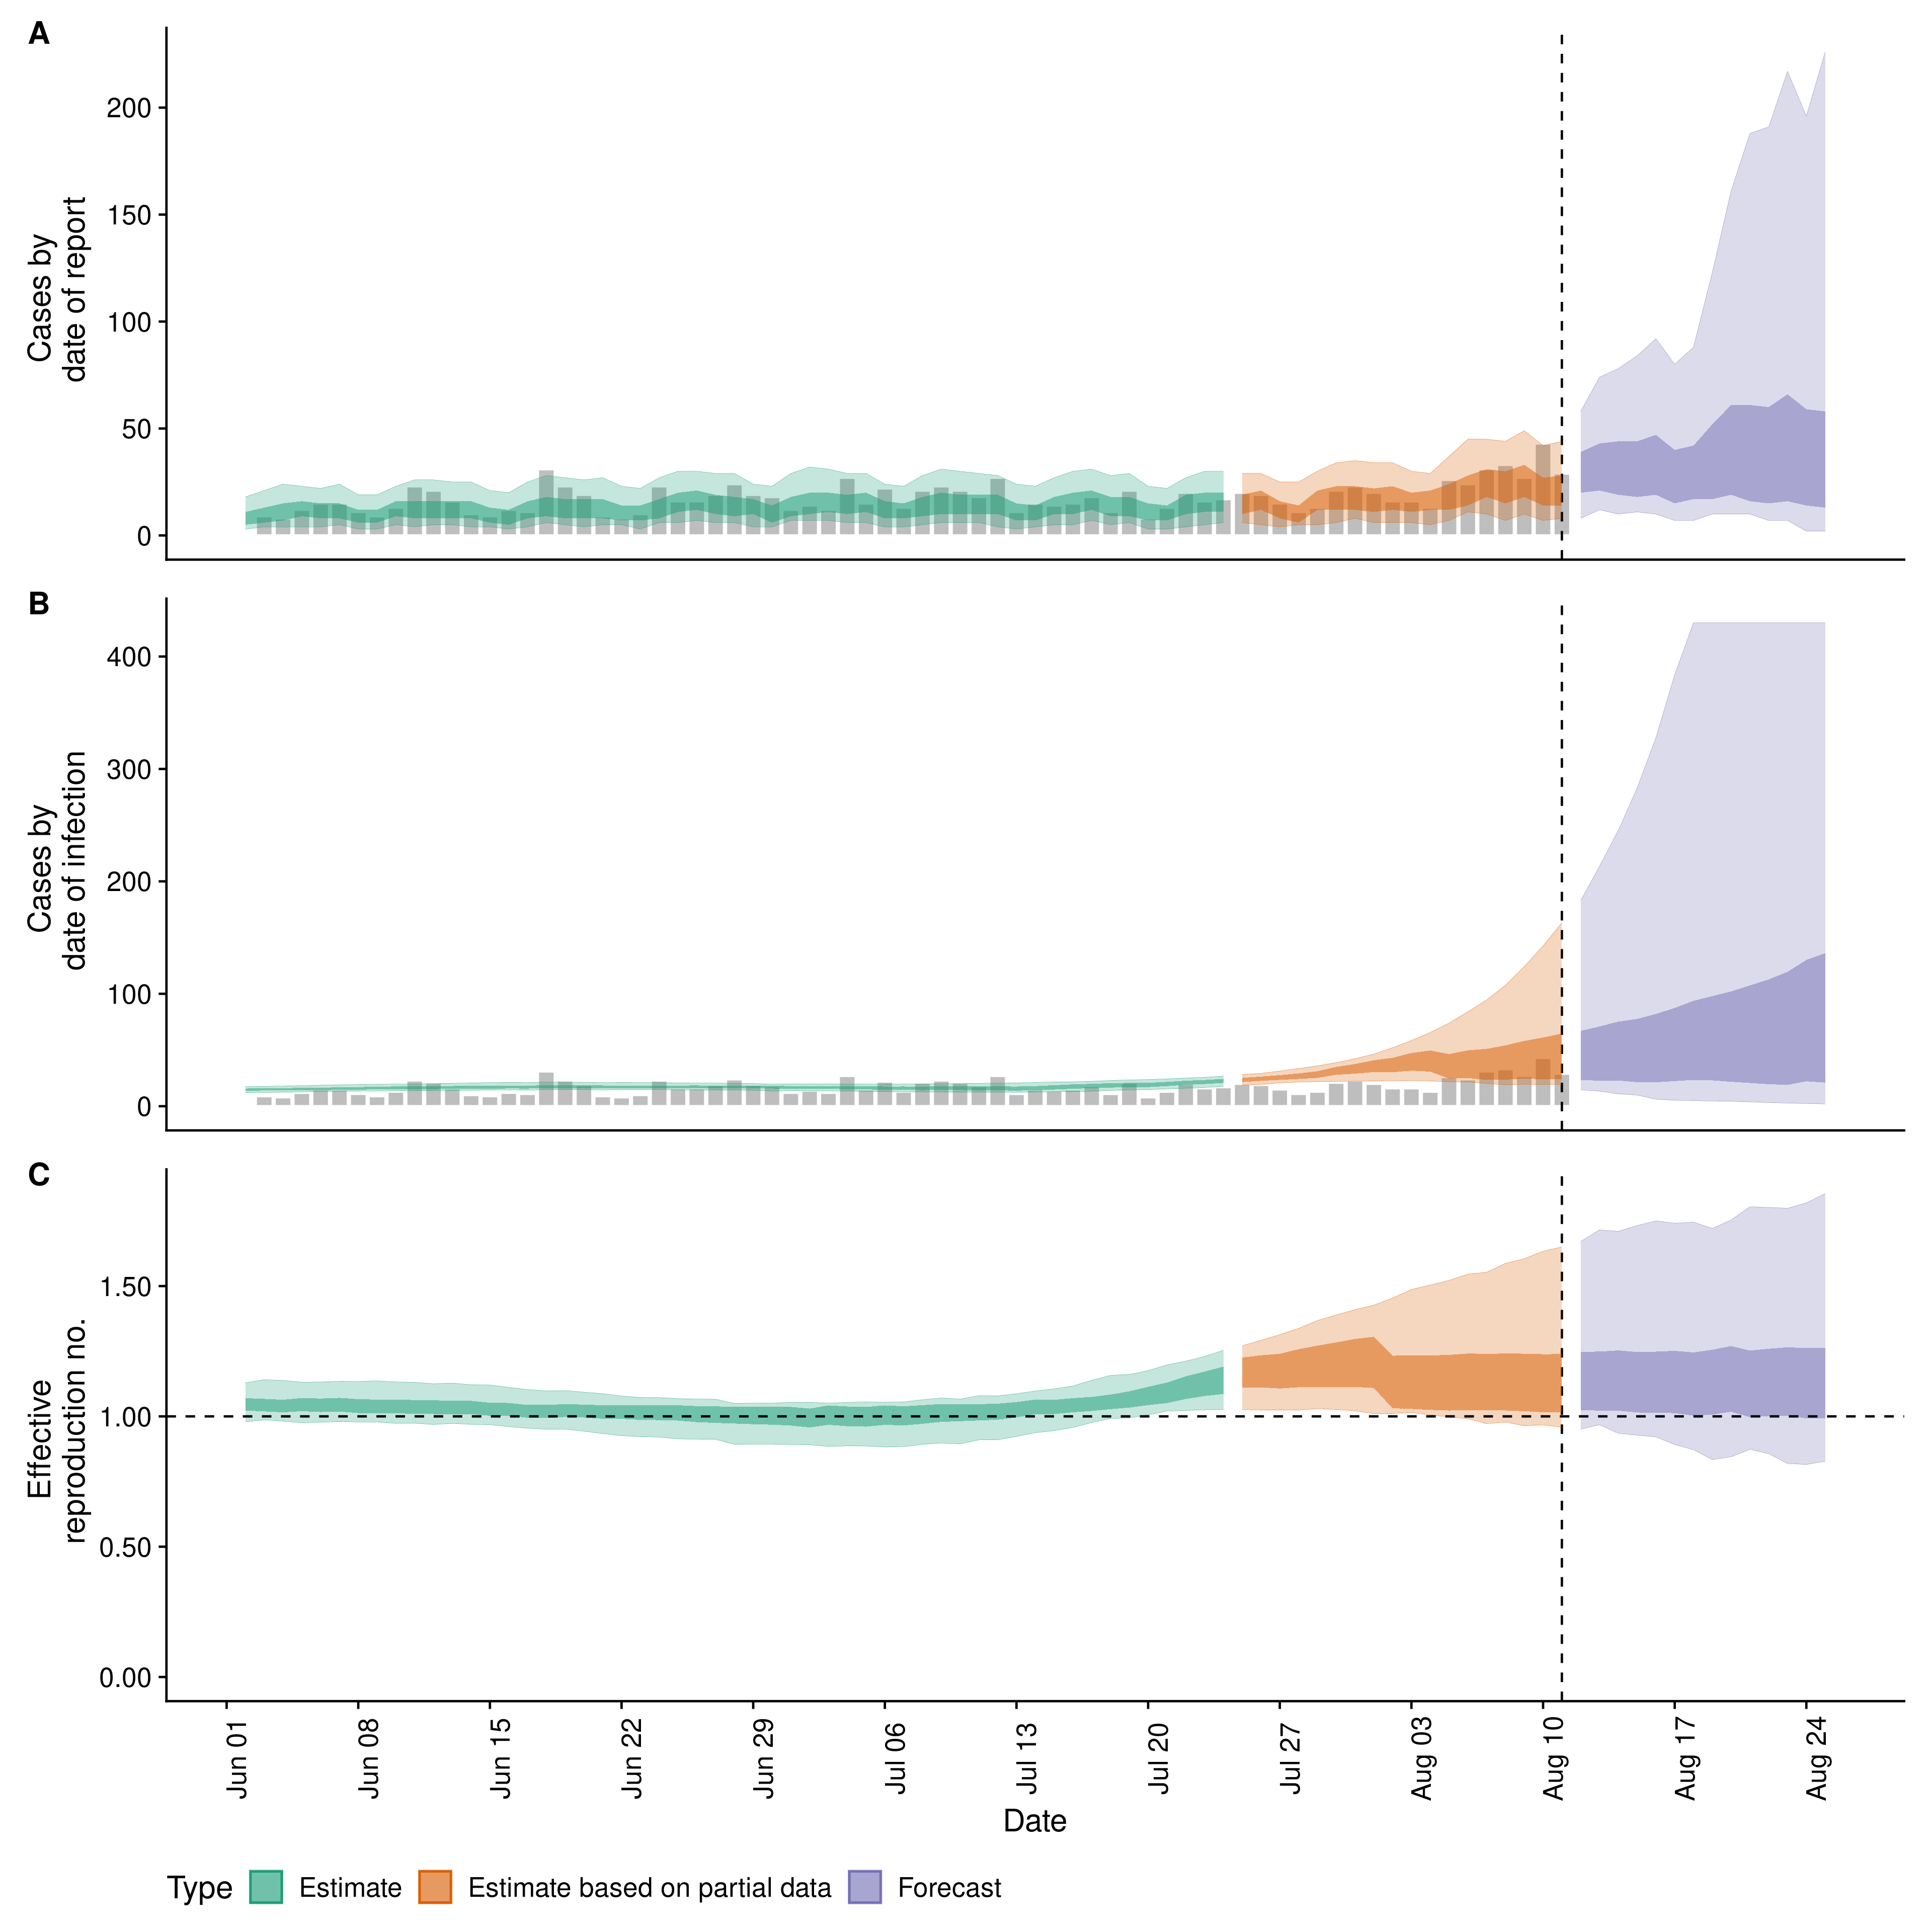 A
Cases by
date of report
200
150
100
50
0
B
Cases by
date of infection
400
300
200
100
0
C
Effective
reproduction no.
1.50
1.00
0.50
0.00
Jun 01
Jun 08
Jun 15
Jun 22
Jun 29
Jul 06
Jul 13
Jul 20
Jul 27
Aug 03
Aug 10
Aug 17
Aug 24
Date
Type Estimate Estimate based on partial data Forecast